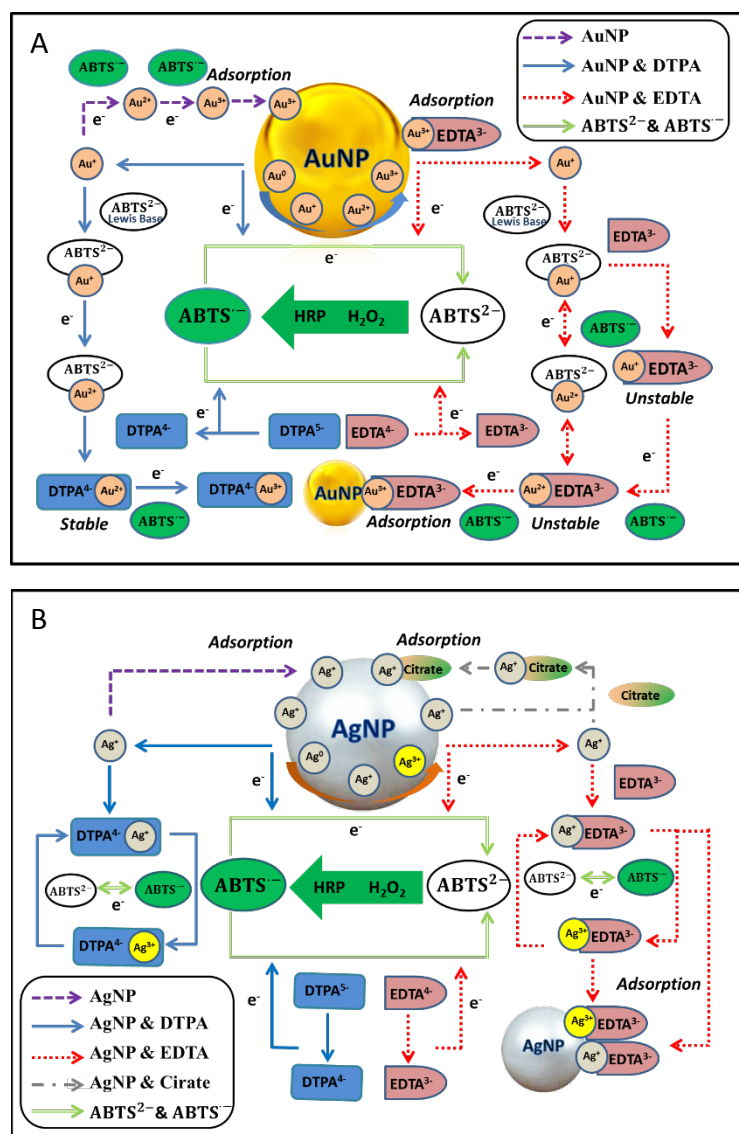 A
ABTS·−
ABTS·−
Adsorption
AuNP
AuNP & DTPA
AuNP & EDTA
ABTS²⁻ & ABTS·−
e-
Au²⁺
e-
Au³⁺
Au³⁺
Adsorption
Au³⁺ EDTA³⁻
AuNP
Au⁺
Au⁰
Au³⁺
Au⁺
Au⁺
Au²⁺
ABTS²⁻
Lewis Base
e-
e-
ABTS²⁻
Lewis Base
EDTA³⁻
ABTS²⁻
Au⁺
e-
ABTS²⁻
Au⁺
e-
ABTS·−
HRP H₂O₂
ABTS²⁻
e-
ABTS·−
ABTS²⁻
Au²⁺
ABTS²⁻
Au²⁺
Au⁺ EDTA³⁻
Unstable
e-
e-
DTPA⁴⁻
DTPA⁵⁻
EDTA⁴⁻
EDTA³⁻
e-
DTPA⁴⁻ Au²⁺
e-
DTPA⁴⁻ Au³⁺
AuNP
Au³⁺ EDTA³⁻
e-
Au²⁺ EDTA³⁻
Stable
ABTS·−
Adsorption
ABTS·−
Unstable
ABTS·−
B
Adsorption
Adsorption
Ag⁺
Ag⁺ Citrate
Ag⁺ Citrate
Citrate
AgNP
Ag⁺
Ag⁺
Ag⁺
Ag⁺
Ag⁰
Ag⁺
Ag³⁺
e-
e-
EDTA³⁻
e-
DTPA⁴⁻ Ag⁺
Ag⁺ EDTA³⁻
ABTS²⁻
ABTS·−
e-
ABTS·−
HRP H₂O₂
ABTS²⁻
ABTS²⁻
ABTS·−
e-
DTPA⁴⁻ Ag³⁺
Ag³⁺ EDTA³⁻
Adsorption
e-
DTPA⁵⁻
EDTA⁴⁻
e-
DTPA⁴⁻
EDTA³⁻
AgNP
Ag³⁺ EDTA³⁻
Ag⁺ EDTA³⁻
AgNP
AgNP & DTPA
AgNP & EDTA
AgNP & Cirate
ABTS²⁻ & ABTS·−